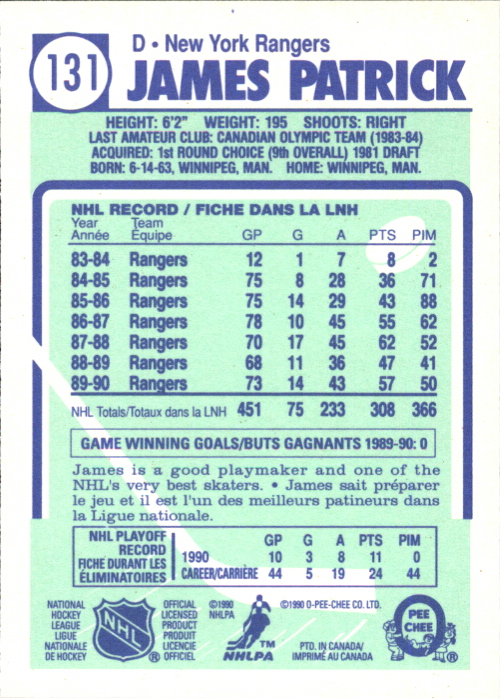 131
D • New York Rangers
JAMES PATRICK
HEIGHT: 6'2" WEIGHT: 195 SHOOTS: RIGHT
LAST AMATEUR CLUB: CANADIAN OLYMPIC TEAM (1983-84)
ACQUIRED: 1st ROUND CHOICE (9th OVERALL) 1981 DRAFT
BORN: 6-14-63, WINNIPEG, MAN. HOME: WINNIPEG, MAN.
NHL RECORD / FICHE DANS LA LNH
Year Team
Année Équipe GP G A PTS PIM
83-84 Rangers 12 1 7 8 2
84-85 Rangers 75 8 28 36 71
85-86 Rangers 75 14 29 43 88
86-87 Rangers 78 10 45 55 62
87-88 Rangers 70 17 45 62 52
88-89 Rangers 68 11 36 47 41
89-90 Rangers 73 14 43 57 50
NHL Totals/Totaux dans la LNH 451 75 233 308 366
GAME WINNING GOALS/BUTS GAGNANTS 1989-90: 0
James is a good playmaker and one of the
NHL's very best skaters. • James sait préparer
le jeu et il est l'un des meilleurs patineurs dans
la Ligue nationale.
NHL PLAYOFF
RECORD
FICHE DURANT LES
ÉLIMINATOIRES
GP G A PTS PIM
1990 10 3 8 11 0
CAREER/CARRIÈRE 44 5 19 24 44
NATIONAL
HOCKEY
LEAGUE
LIGUE
NATIONALE
DE HOCKEY
NHL
®
OFFICIAL
LICENSED
PRODUCT
PRODUIT
LICENCIE
OFFICIEL
©1990
NHLPA
TM
NHLPA
©1990 O-PEE-CHEE CO. LTD.
PTD. IN CANADA/
IMPRIMÉ AU CANADA
PEE
CHEE
®